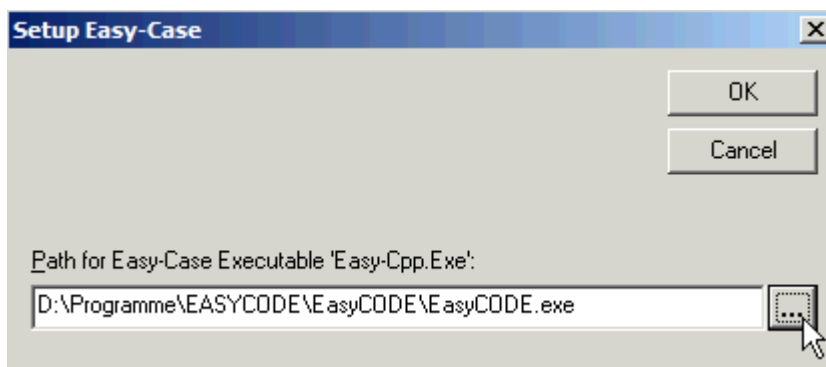 Setup Easy-Case
OK
Cancel
Path for Easy-Case Executable 'Easy-Cpp.Exe':
D:\Programme\EASYCODE\EasyCODE\EasyCODE.exe
...